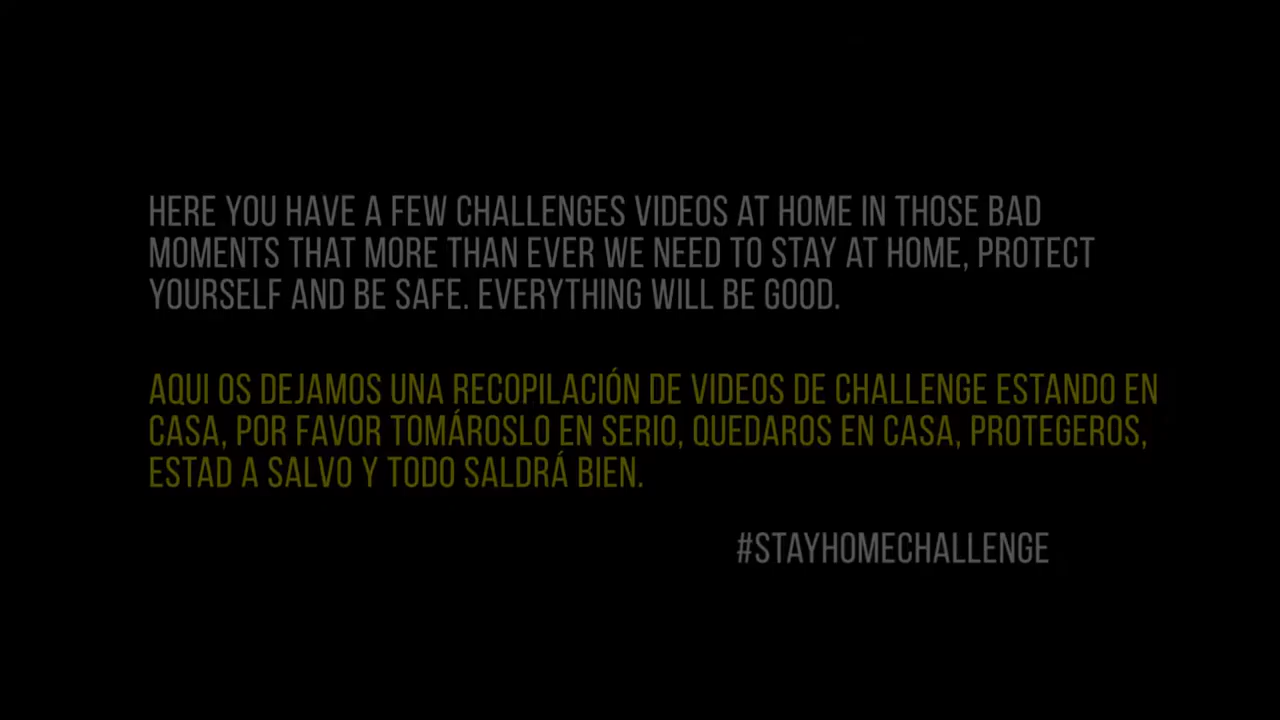 HERE YOU HAVE A FEW CHALLENGES VIDEOS AT HOME IN THOSE BAD
MOMENTS THAT MORE THAN EVER WE NEED TO STAY AT HOME, PROTECT
YOURSELF AND BE SAFE. EVERYTHING WILL BE GOOD.
AQUI OS DEJAMOS UNA RECOPILACIÓN DE VIDEOS DE CHALLENGE ESTANDO EN
CASA, POR FAVOR TOMÁROSLO EN SERIO, QUEDAROS EN CASA, PROTEGEROS,
ESTAD A SALVO Y TODO SALDRÁ BIEN.
#STAYHOMECHALLENGE